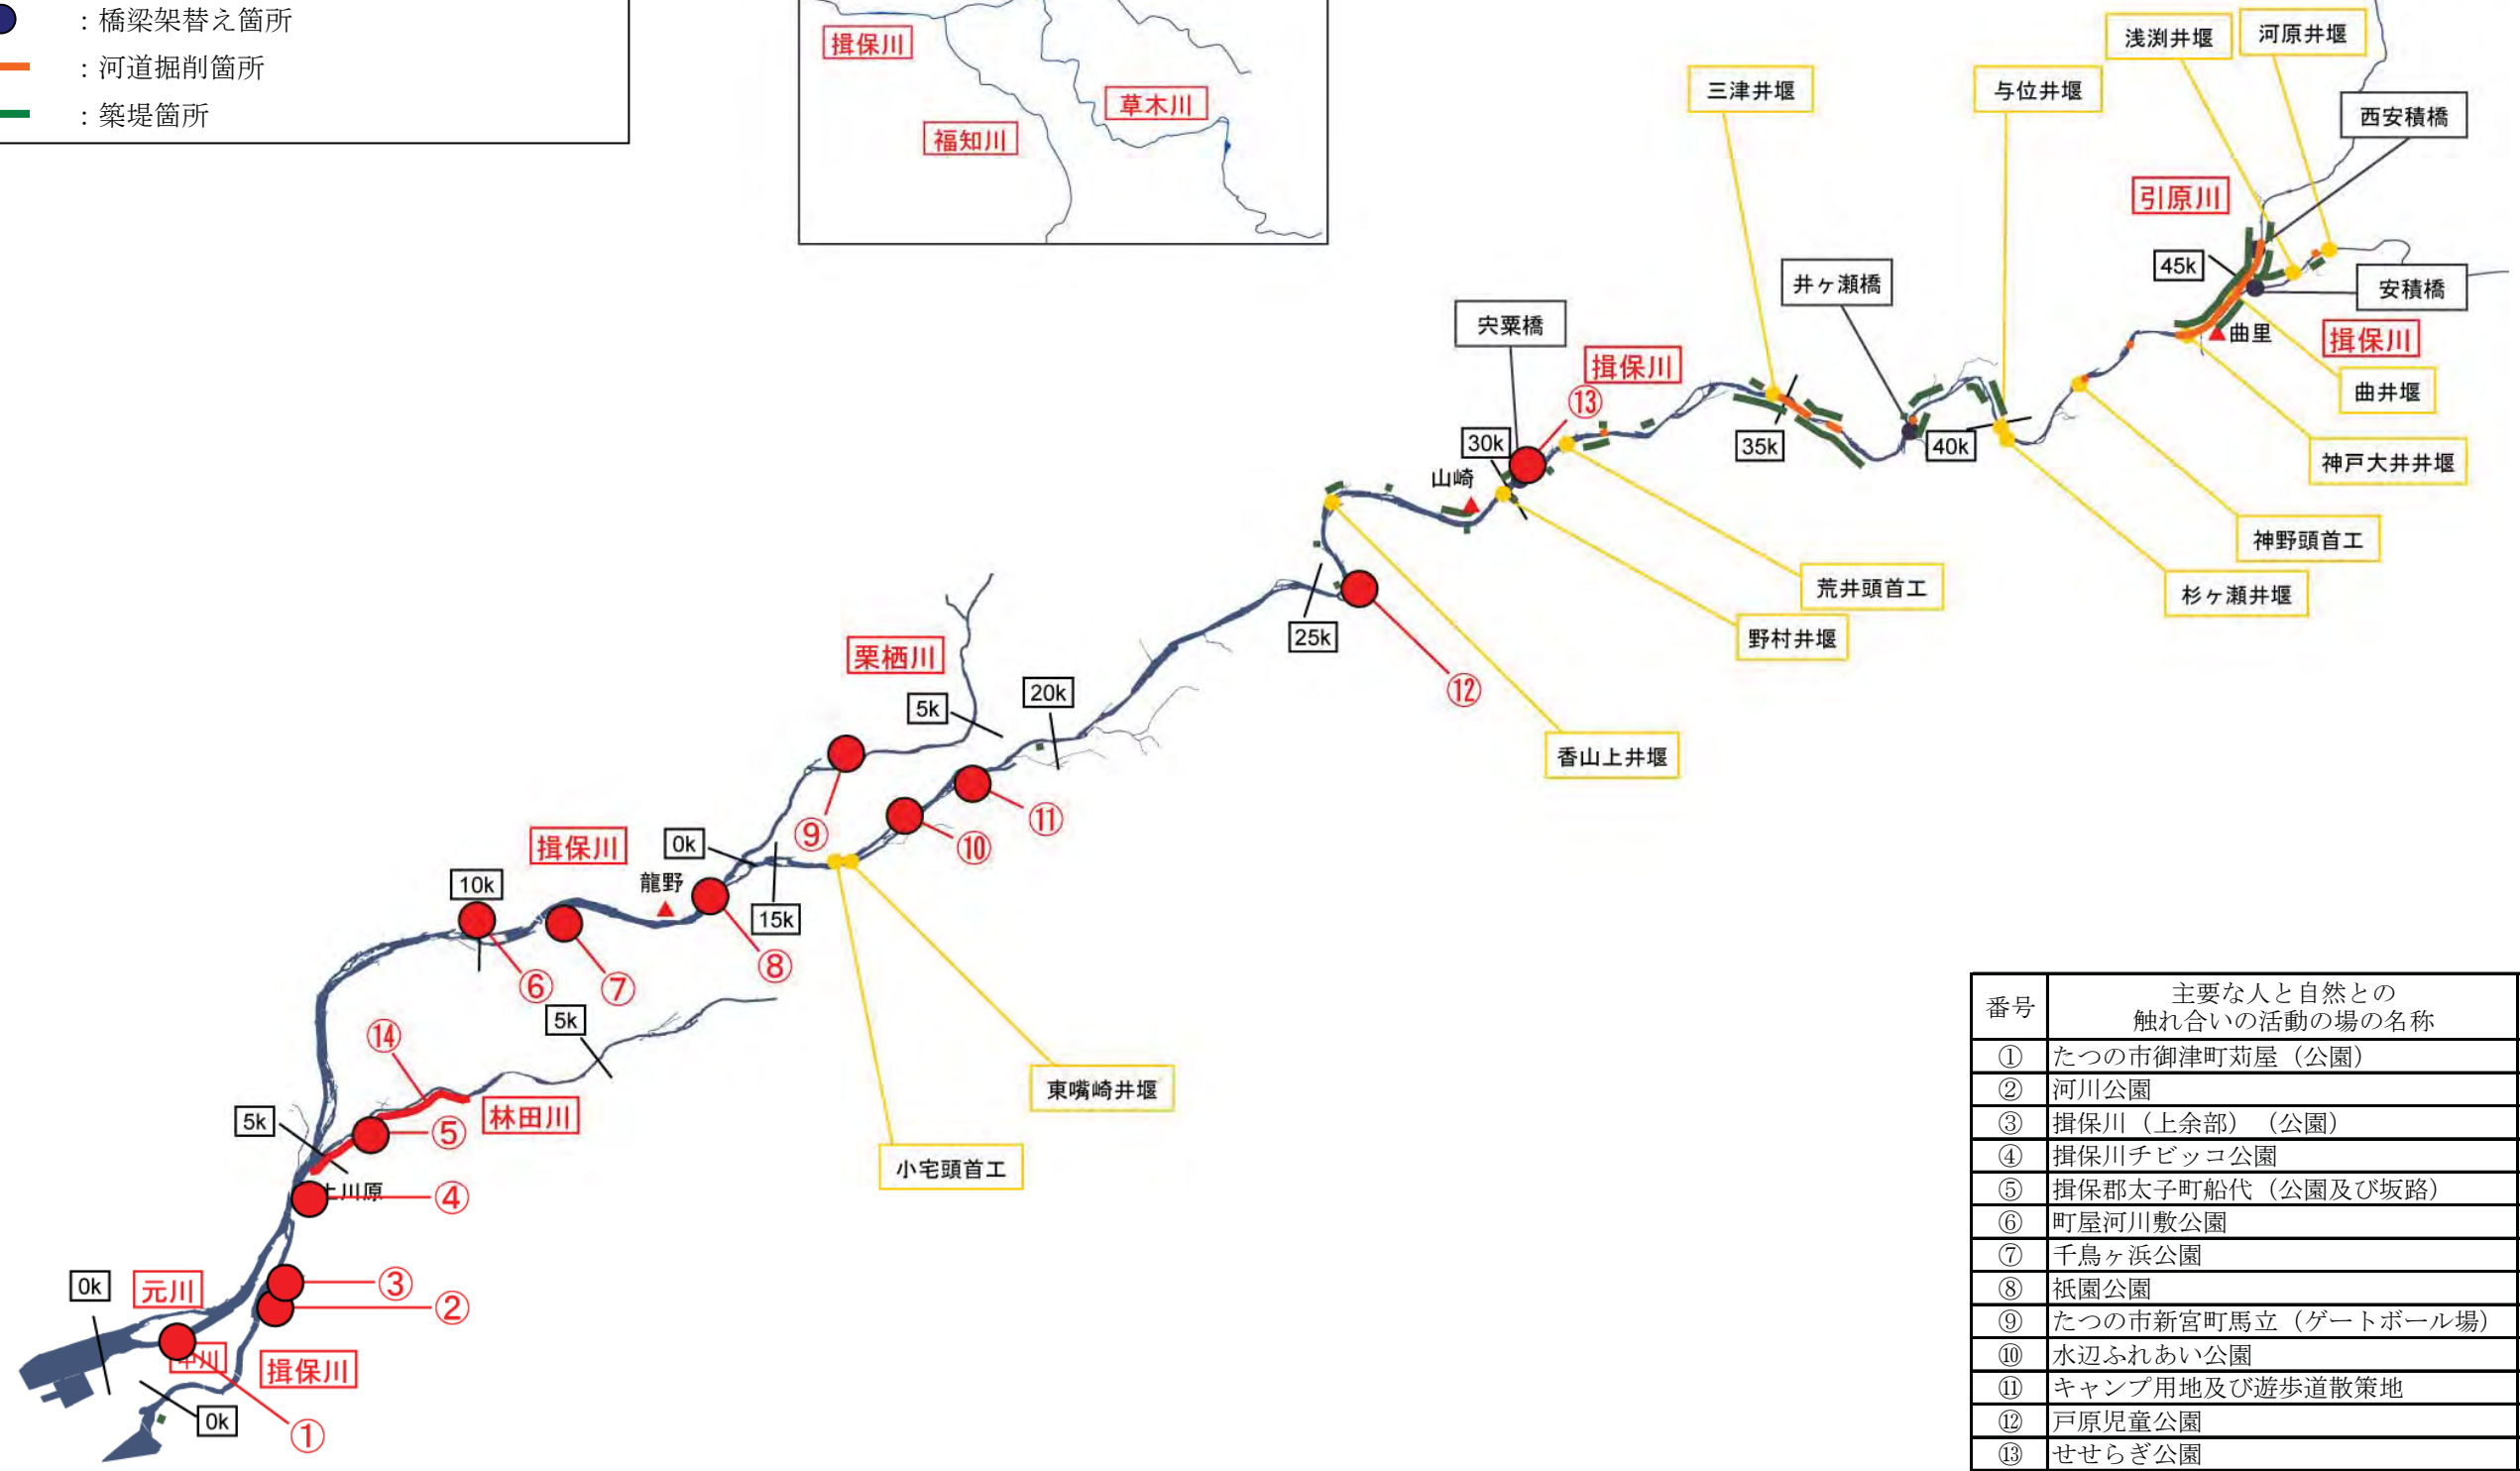 ：橋梁架替え箇所
：河道掘削箇所
：築堤箇所
揖保川
草木川
福知川
浅渕井堰
河原井堰
三津井堰
与位井堰
西安積橋
引原川
45k
安積橋
井ヶ瀬橋
宍粟橋
曲里
揖保川
揖保川
⑬
曲井堰
30k
35k
40k
山崎
神戸大井井堰
神野頭首工
荒井頭首工
杉ヶ瀬井堰
25k
野村井堰
栗栖川
⑫
5k
20k
香山上井堰
⑨
⑩
⑪
揖保川
0k
10k
龍野
15k
⑥
⑦
⑧
5k
⑭
東嘴崎井堰
5k
⑤
林田川
小宅頭首工
上川原
④
0k
元川
③
②
中川
揖保川
0k
①
番号
主要な人と自然との
触れ合いの活動の場の名称
① たつの市御津町苅屋（公園）
② 河川公園
③ 揖保川（上余部）（公園）
④ 揖保川チビッコ公園
⑤ 揖保郡太子町船代（公園及び坂路）
⑥ 町屋河川敷公園
⑦ 千鳥ヶ浜公園
⑧ 祇園公園
⑨ たつの市新宮町馬立（ゲートボール場）
⑩ 水辺ふれあい公園
⑪ キャンプ用地及び遊歩道散策地
⑫ 戸原児童公園
⑬ せせらぎ公園